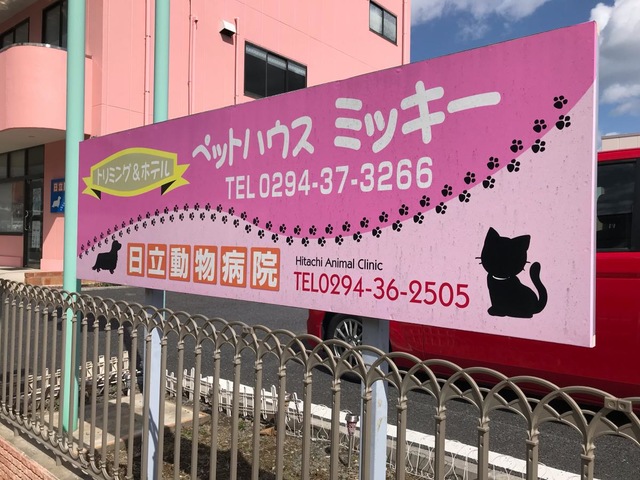 ペットハウス ミッキー
トリミング&ホテル
TEL 0294-37-3266
日立動物病院
Hitachi Animal Clinic
TEL0294-36-2505